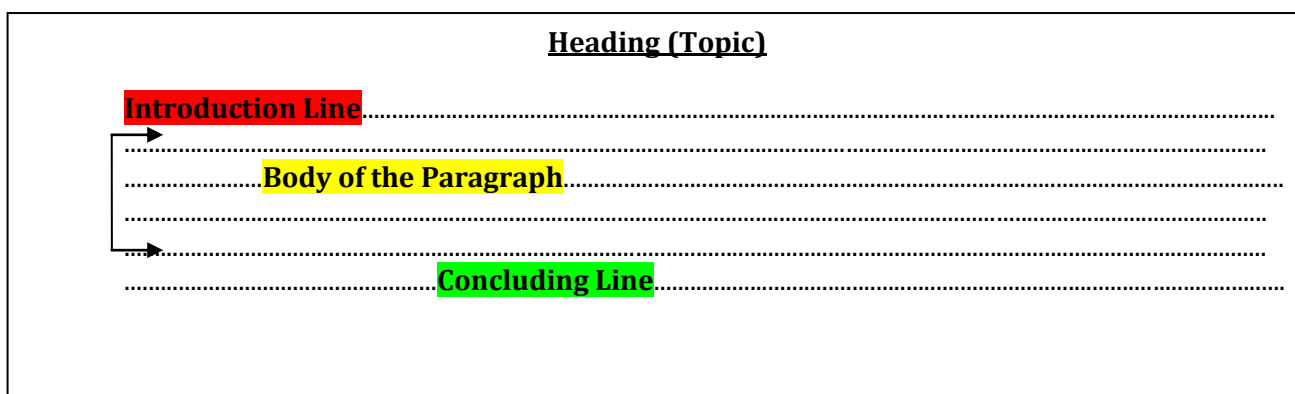 Heading (Topic)
Introduction Line........................................................................................................................................................
..............................................................................................................................................................................................
.......................Body of the Paragraph........................................................................................................................
..............................................................................................................................................................................................
..............................................................................................................................................................................................
....................................................Concluding Line.........................................................................................................